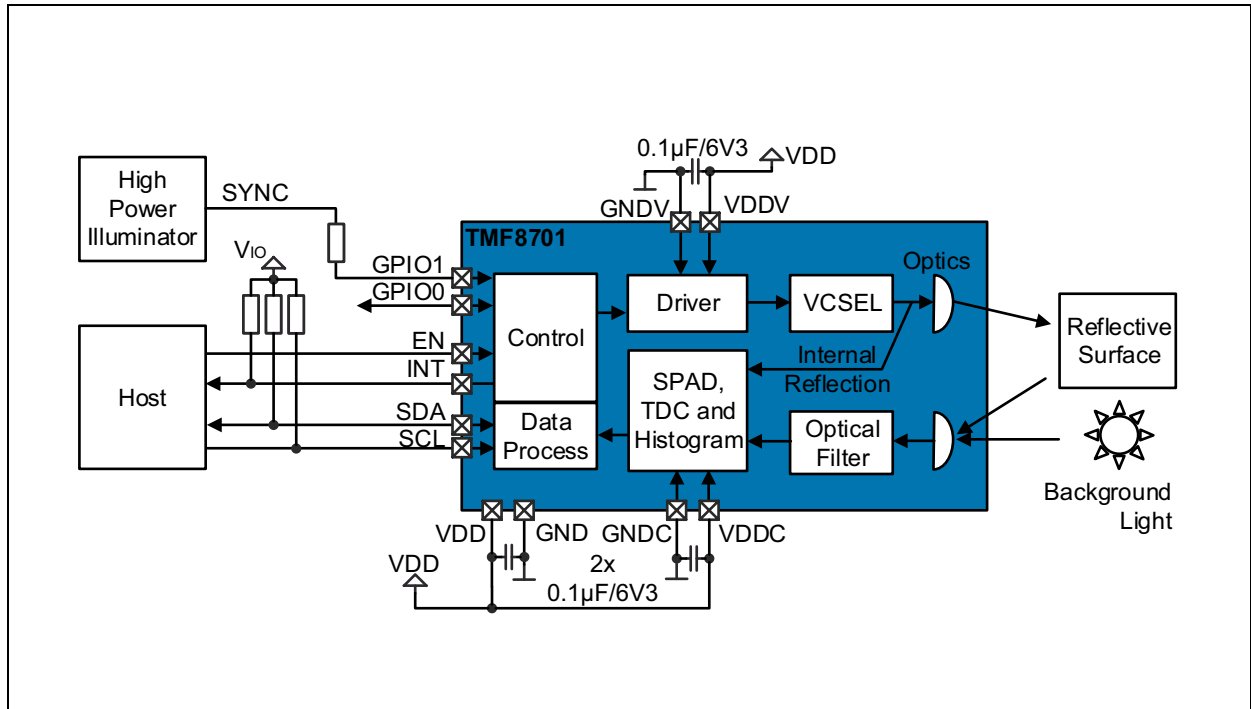 0.1µF/6V3
VDD
High
Power
Illuminator
SYNC
GNDV
VDDV
TMF8701
VIO
GPIO1
GPIO0
Optics
Driver
VCSEL
Reflective
Surface
Control
EN
INT
Internal
Reflection
Host
SPAD,
TDC and
Histogram
SDA
SCL
Data
Process
Optical
Filter
Background
Light
VDD
GND
GNDC
VDDC
VDD
2x
0.1µF/6V3